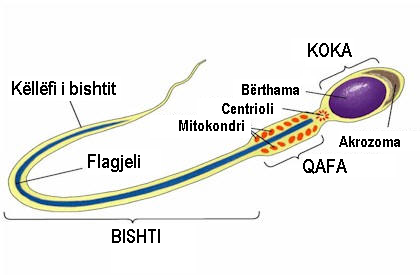 KOKA
Këllëfi i bishtit
Bërthama
Centrioli
Mitokondri
Akrozoma
Flagjeli
QAFA
BISHTI